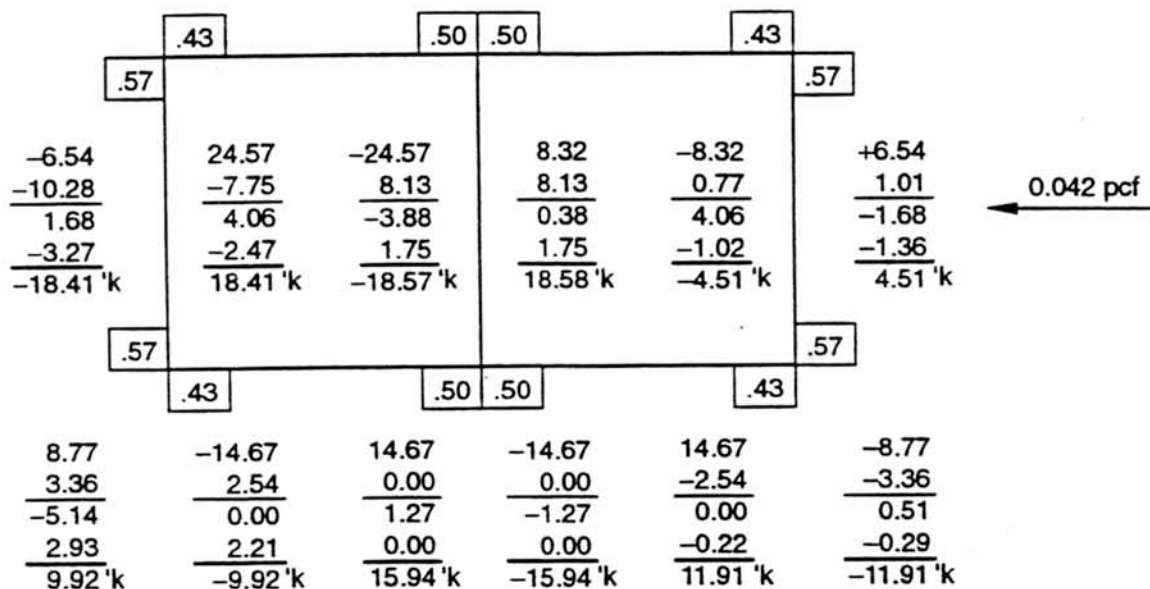 .43 .50 .50 .43
.57 .57
−6.54 24.57 −24.57 8.32 −8.32 +6.54
−10.28 −7.75 8.13 8.13 0.77 1.01 0.042 pcf
1.68 4.06 −3.88 0.38 4.06 −1.68
−3.27 −2.47 1.75 1.75 −1.02 −1.36
−18.41 'k 18.41 'k −18.57 'k 18.58 'k −4.51 'k 4.51 'k
.57 .57
.43 .50 .50 .43
8.77 −14.67 14.67 −14.67 14.67 −8.77
3.36 2.54 0.00 0.00 −2.54 −3.36
−5.14 0.00 1.27 −1.27 0.00 0.51
2.93 2.21 0.00 0.00 −0.22 −0.29
9.92 'k −9.92 'k 15.94 'k −15.94 'k 11.91 'k −11.91 'k